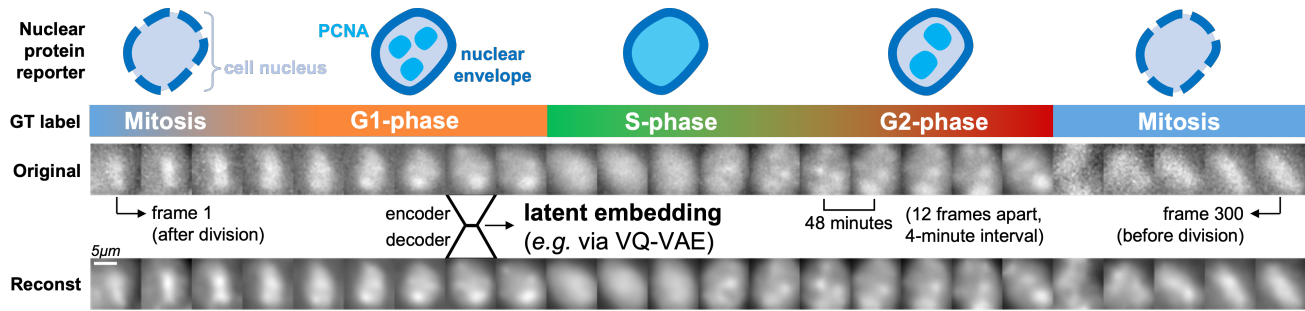 Nuclear
protein
reporter
cell nucleus
PCNA
nuclear
envelope
GT label
Mitosis
G1-phase
S-phase
G2-phase
Mitosis
Original
frame 1
(after division)
encoder
decoder
latent embedding
(e.g. via VQ-VAE)
48 minutes
(12 frames apart,
4-minute interval)
frame 300
(before division)
5μm
Reconst